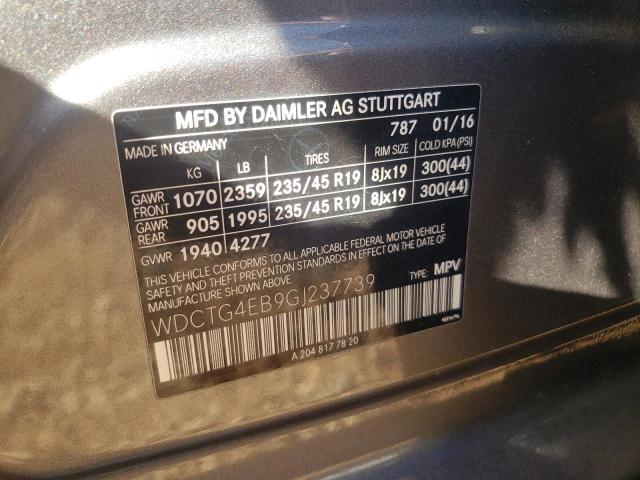 MFD BY DAIMLER AG STUTTGART
787 01/16
MADE IN GERMANY
KG LB TIRES RIM SIZE COLD KPA(PSI)
GAWR FRONT 1070 2359 235/45 R19 8Jx19 300(44)
GAWR REAR 905 1995 235/45 R19 8Jx19 300(44)
GVWR 1940 4277
THIS VEHICLE CONFORMS TO ALL APPLICABLE FEDERAL MOTOR VEHICLE
SAFETY AND THEFT PREVENTION STANDARDS IN EFFECT ON THE DATE OF
MANUFACTURE SHOWN ABOVE.
TYPE: MPV
WDCTG4EB9GJ237739
A 204 817 78 20